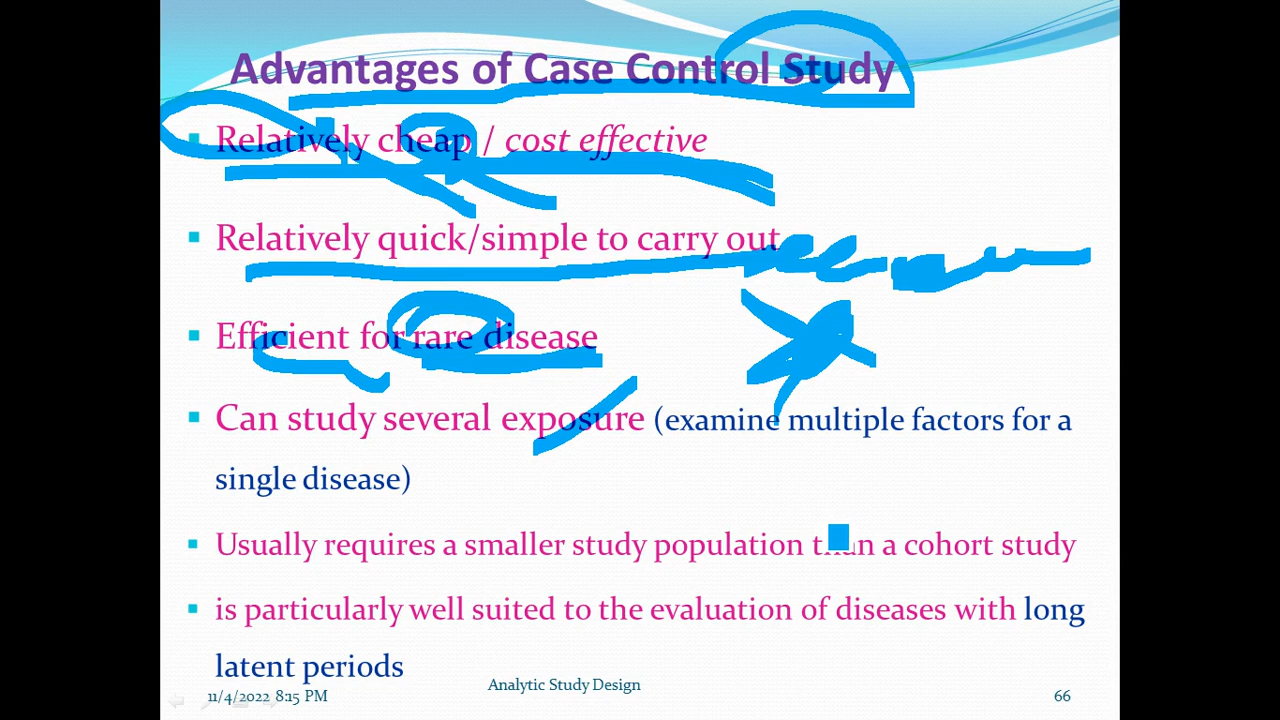 Advantages of Case Control Study
▪ Relatively cheap / cost effective
▪ Relatively quick/simple to carry out
▪ Efficient for rare disease
▪ Can study several exposure (examine multiple factors for a
single disease)
▪ Usually requires a smaller study population than a cohort study
▪ is particularly well suited to the evaluation of diseases with long
latent periods
11/4/2022 8:15 PM
Analytic Study Design
66